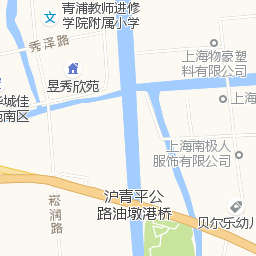 青浦教师进修
学院附属小学
秀泽路
上海物豪塑
料有限公司
昱秀欣苑
华城佳
苑南区
上海
上海南极人
服饰有限公司
沪青平公
路油墩港桥
崧润路
贝尔乐幼儿